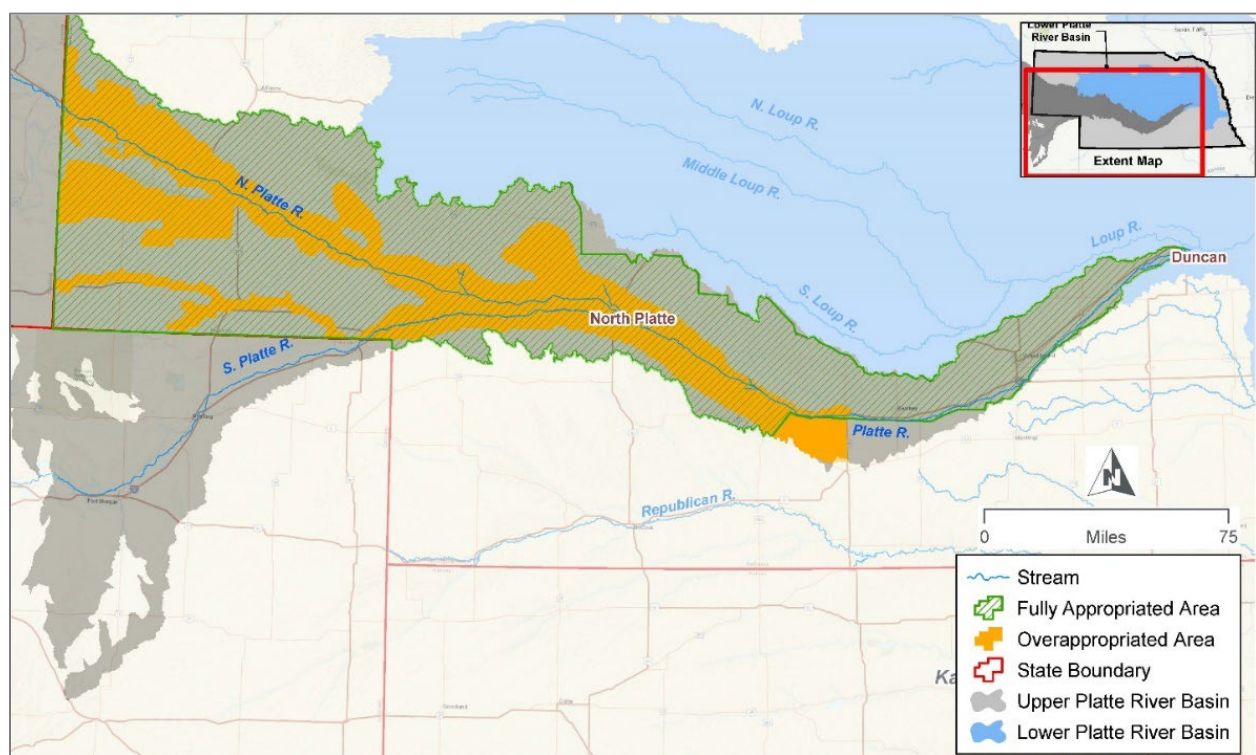 Lower Platte
River Basin
Extent Map
N. Loup R.
Middle Loup R.
N. Platte R.
Loup R.
Duncan
S. Loup R.
North Platte
S. Platte R.
Platte R.
Republican R.
0
75
Miles
Stream
Fully Appropriated Area
Overappropriated Area
State Boundary
Upper Platte River Basin
Lower Platte River Basin
Ka